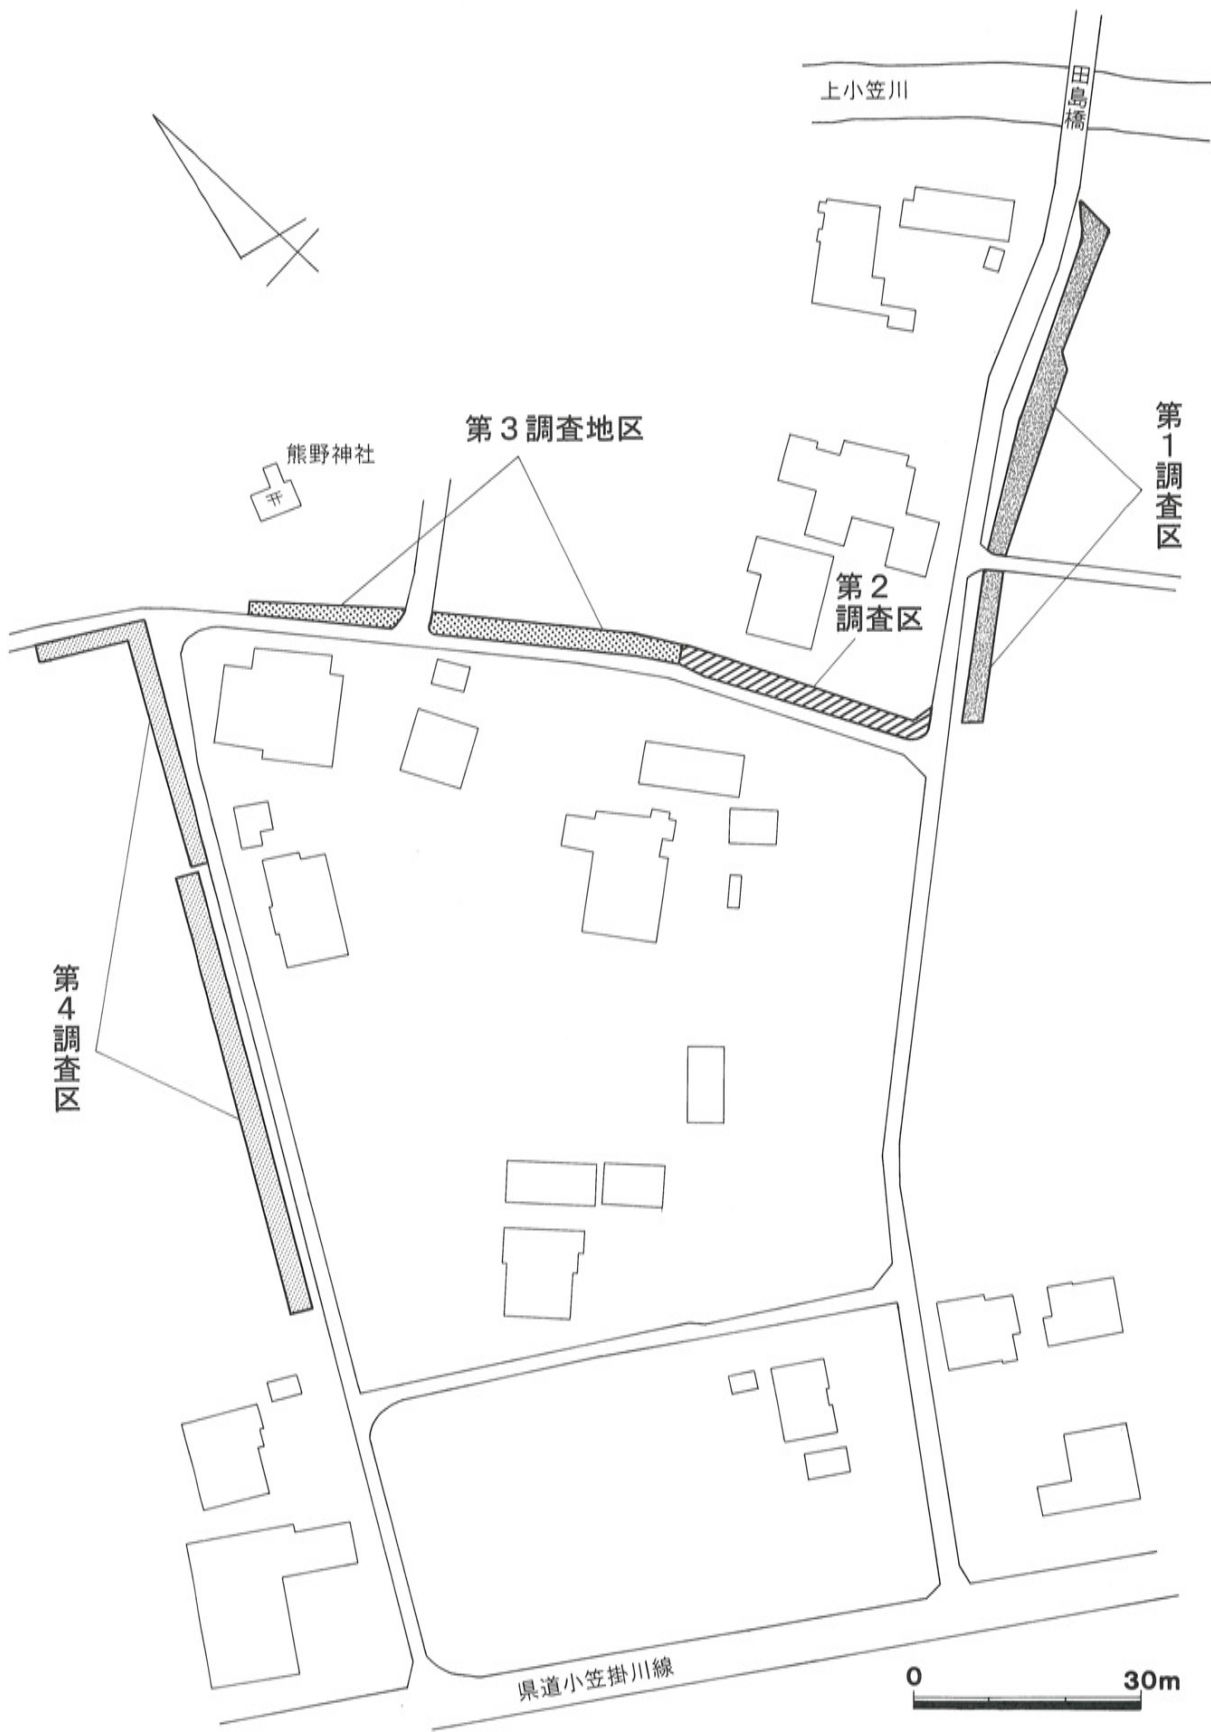 上小笠川
田島橋
第3調査地区
熊野神社
第1調査区
第2
調査区
第4調査区
県道小笠掛川線
0 30m